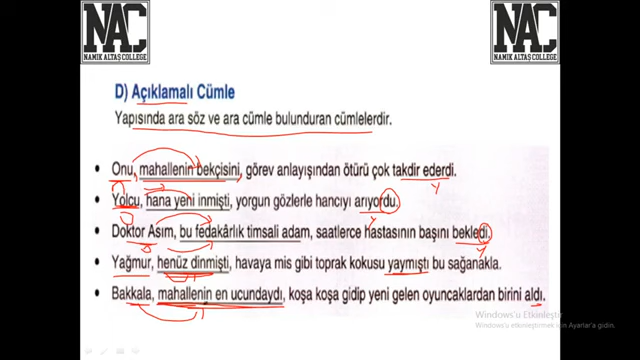 NAC NAC
NAMIK ALTAŞ COLLEGE NAMIK ALTAŞ COLLEGE
D) Açıklamalı Cümle
Yapısında ara söz ve ara cümle bulunduran cümlelerdir.
• Onu, mahallenin bekçisini, görev anlayışından ötürü çok takdir ederdi.
• Yolcu, hana yeni inmişti, yorgun gözlerle hancıyı arıyordu.
• Doktor Asım, bu fedakârlık timsali adam, saatlerce hastasının başını bekledi.
• Yağmur, henüz dinmişti, havaya mis gibi toprak kokusu yaymıştı bu sağanakla.
• Bakkala, mahallenin en ucundaydı, koşa koşa gidip yeni gelen oyuncaklardan birini aldı.
Windows'u Etkinleştir
Windows'u etkinleştirmek için Ayarlar'a gidin.